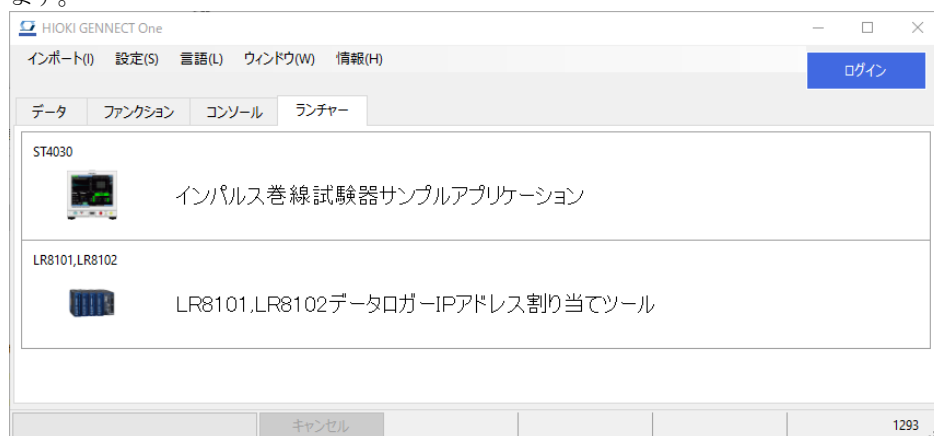 ます。
HIOKI GENNECT One
インポート(I) 設定(S) 言語(L) ウィンドウ(W) 情報(H)
ログイン
データ ファンクション コンソール ランチャー
ST4030
インパルス巻線試験器サンプルアプリケーション
LR8101,LR8102
LR8101,LR8102データロガーIPアドレス割り当てツール
キャンセル
1293